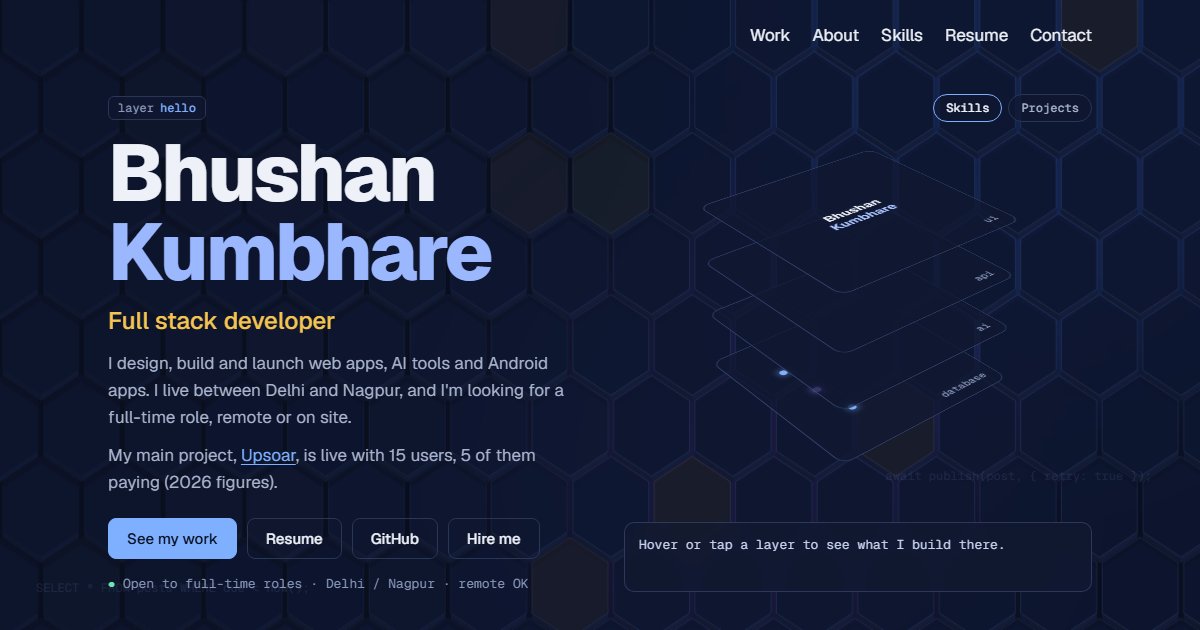 Work About Skills Resume Contact
layer hello
Skills Projects
Bhushan
Kumbhare
Full stack developer
I design, build and launch web apps, AI tools and Android
apps. I live between Delhi and Nagpur, and I'm looking for a
full-time role, remote or on site.
My main project, Upsoar, is live with 15 users, 5 of them
paying (2026 figures).
See my work Resume GitHub Hire me
Open to full-time roles · Delhi / Nagpur · remote OK
SELECT *
Bhushan
Kumbhare
ui
api
ai
database
await publish(post, { retry: true });
Hover or tap a layer to see what I build there.